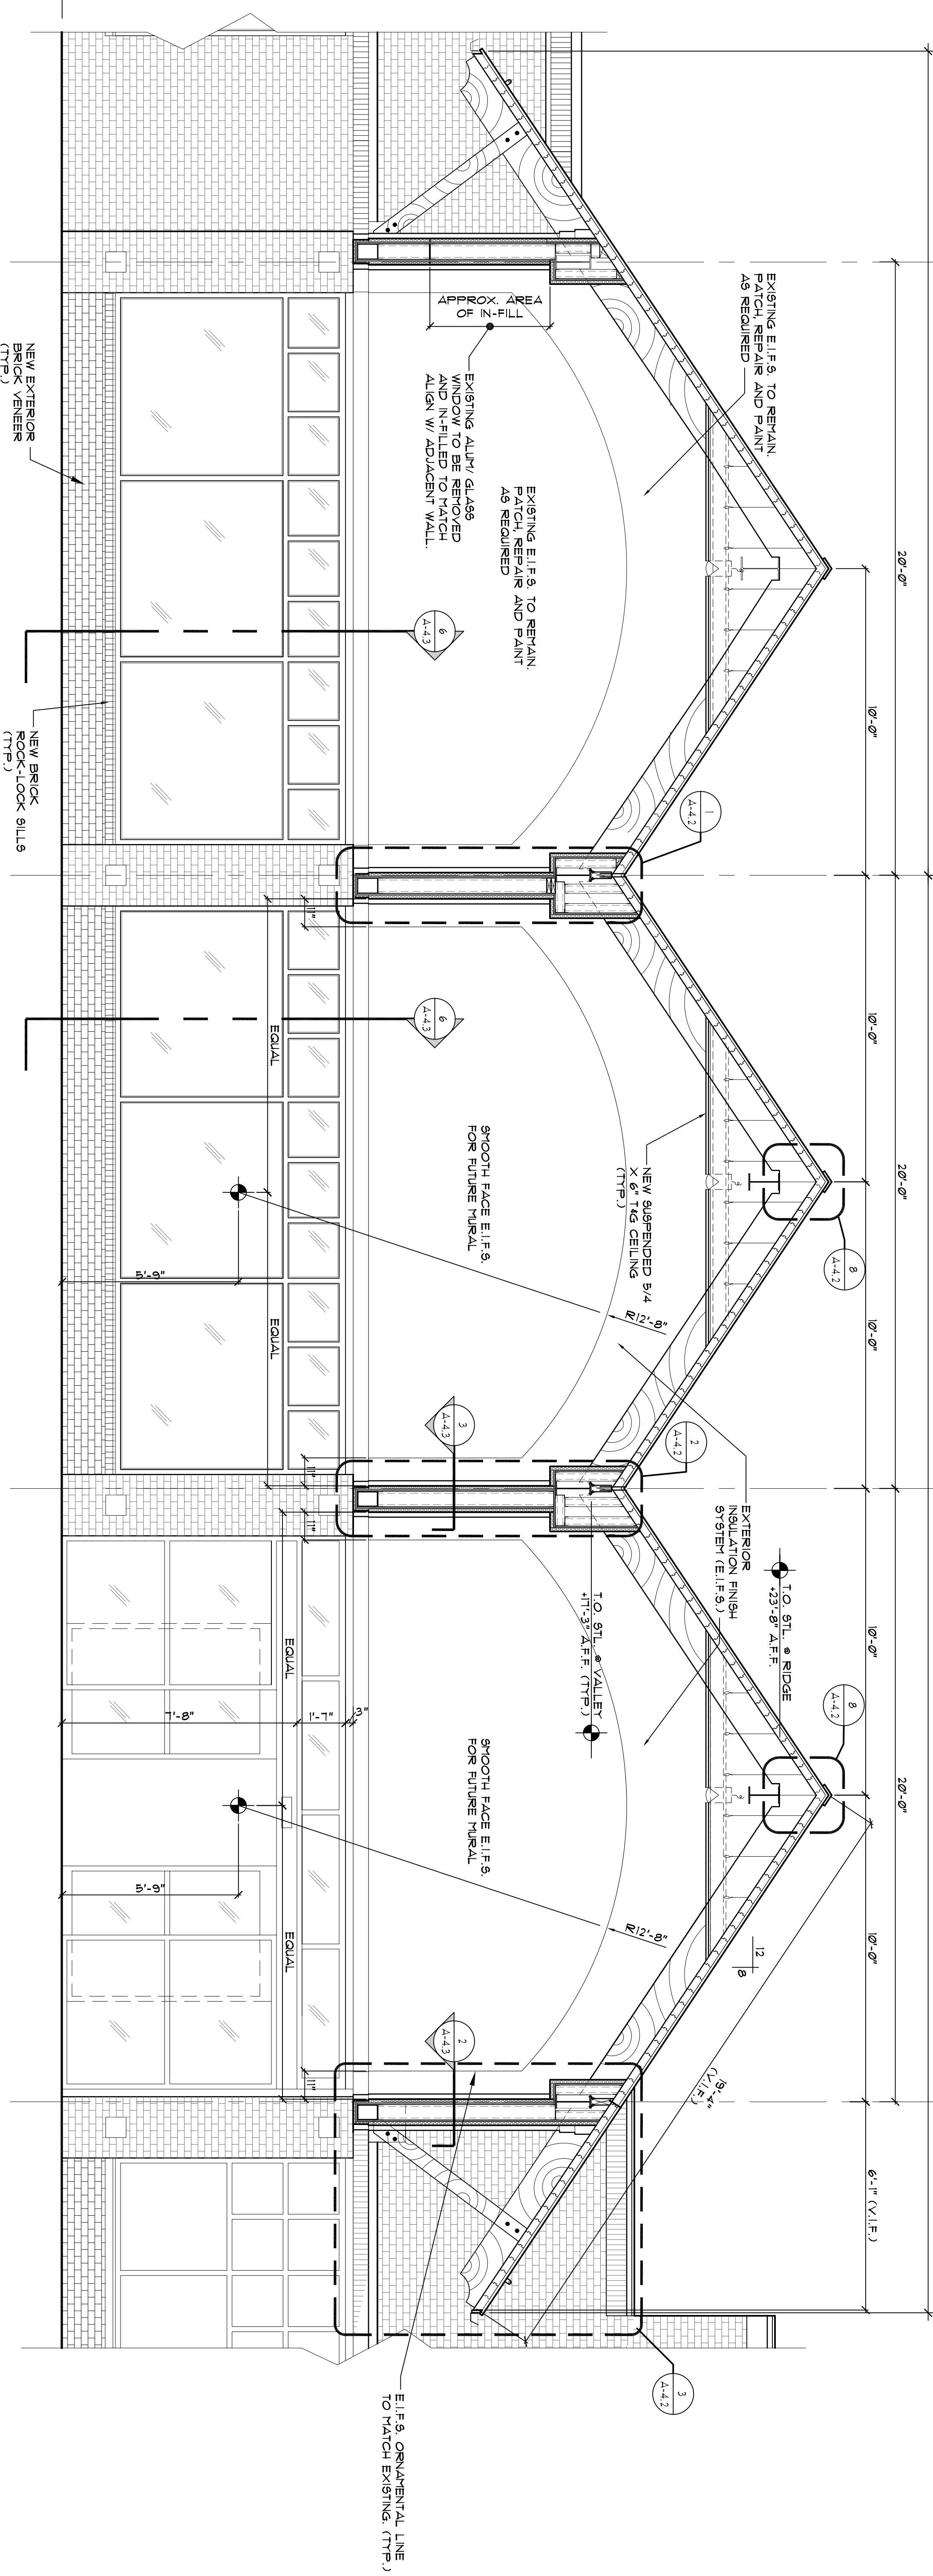 20'-0"
20'-0"
20'-0"
10'-0"
10'-0"
10'-0"
10'-0"
10'-0"
6'-1" (V.I.F.)
EXISTING E.I.F.S. TO REMAIN.
PATCH, REPAIR AND PAINT
AS REQUIRED
1
A-4.2
8
A-4.2
2
A-4.2
T.O. STL. @ RIDGE
+23'-8" A.F.F.
8
A-4.2
12
8
(V.I.F.)
3
A-4.2
EXTERIOR
INSULATION FINISH
SYSTEM (E.I.F.S.)
NEW SUSPENDED 5/4
X 6" T&G CEILING
(TYP.)
R12'-8"
T.O. STL. @ VALLEY
+17'-3" A.F.F. (TYP.)
R12'-8"
EXISTING E.I.F.S. TO REMAIN.
PATCH, REPAIR AND PAINT
AS REQUIRED
APPROX. AREA
OF IN-FILL
EXISTING ALUM/ GLASS
WINDOW TO BE REMOVED
AND IN-FILLED TO MATCH
ALIGN W/ ADJACENT WALL.
SMOOTH FACE E.I.F.S.
FOR FUTURE MURAL
SMOOTH FACE E.I.F.S.
FOR FUTURE MURAL
6
A-4.3
6
A-4.3
3
A-4.3
2
A-4.3
E.I.F.S. ORNAMENTAL LINE
TO MATCH EXISTING. (TYP.)
11"
11"
11"
11"
3"
1'-7"
7'-8"
EQUAL
EQUAL
EQUAL
EQUAL
5'-9"
5'-9"
NEW EXTERIOR
BRICK VENEER
(TYP.)
NEW BRICK
ROCK-LOCK SILLS
(TYP.)